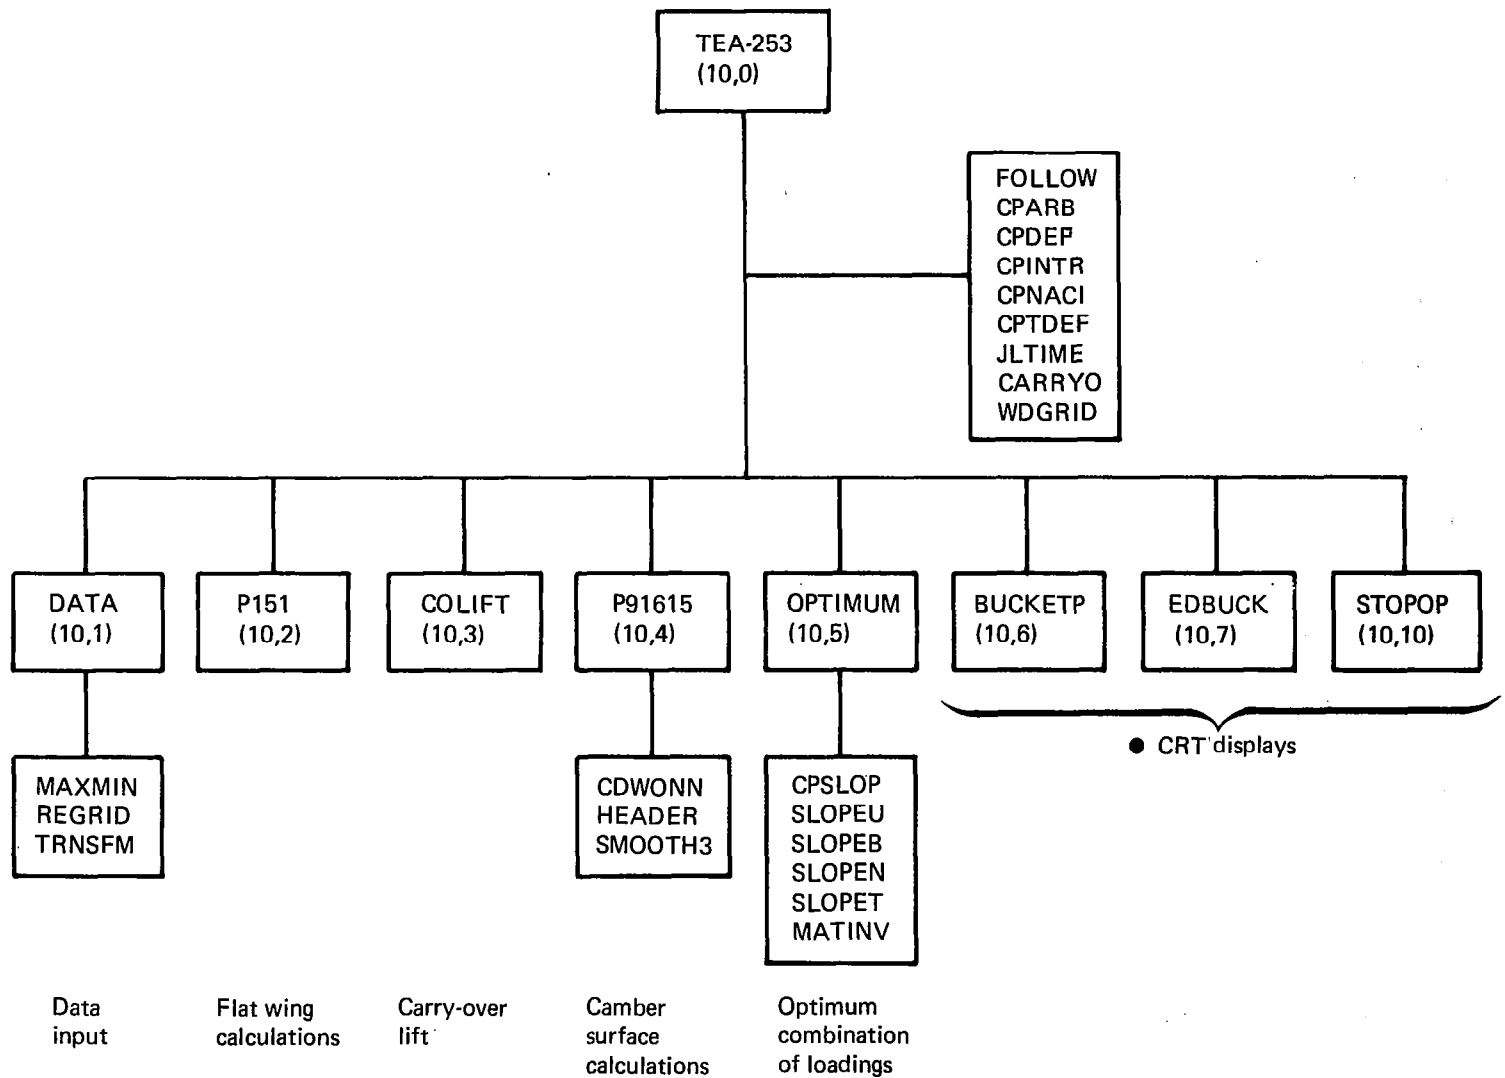 TEA-253
(10,0)
FOLLOW
CPARB
CPDEF
CPINTR
CPNACI
CPTDEF
JLTIME
CARRYO
WDGRID
DATA
(10,1)
P151
(10,2)
COLIFT
(10,3)
P91615
(10,4)
OPTIMUM
(10,5)
BUCKETP
(10,6)
EDBUCK
(10,7)
STOPOP
(10,10)
● CRT displays
MAXMIN
REGRID
TRNSFM
CDWONN
HEADER
SMOOTH3
CPSLOP
SLOPEU
SLOPEB
SLOPEN
SLOPET
MATINV
Data
input
Flat wing
calculations
Carry-over
lift
Camber
surface
calculations
Optimum
combination
of loadings